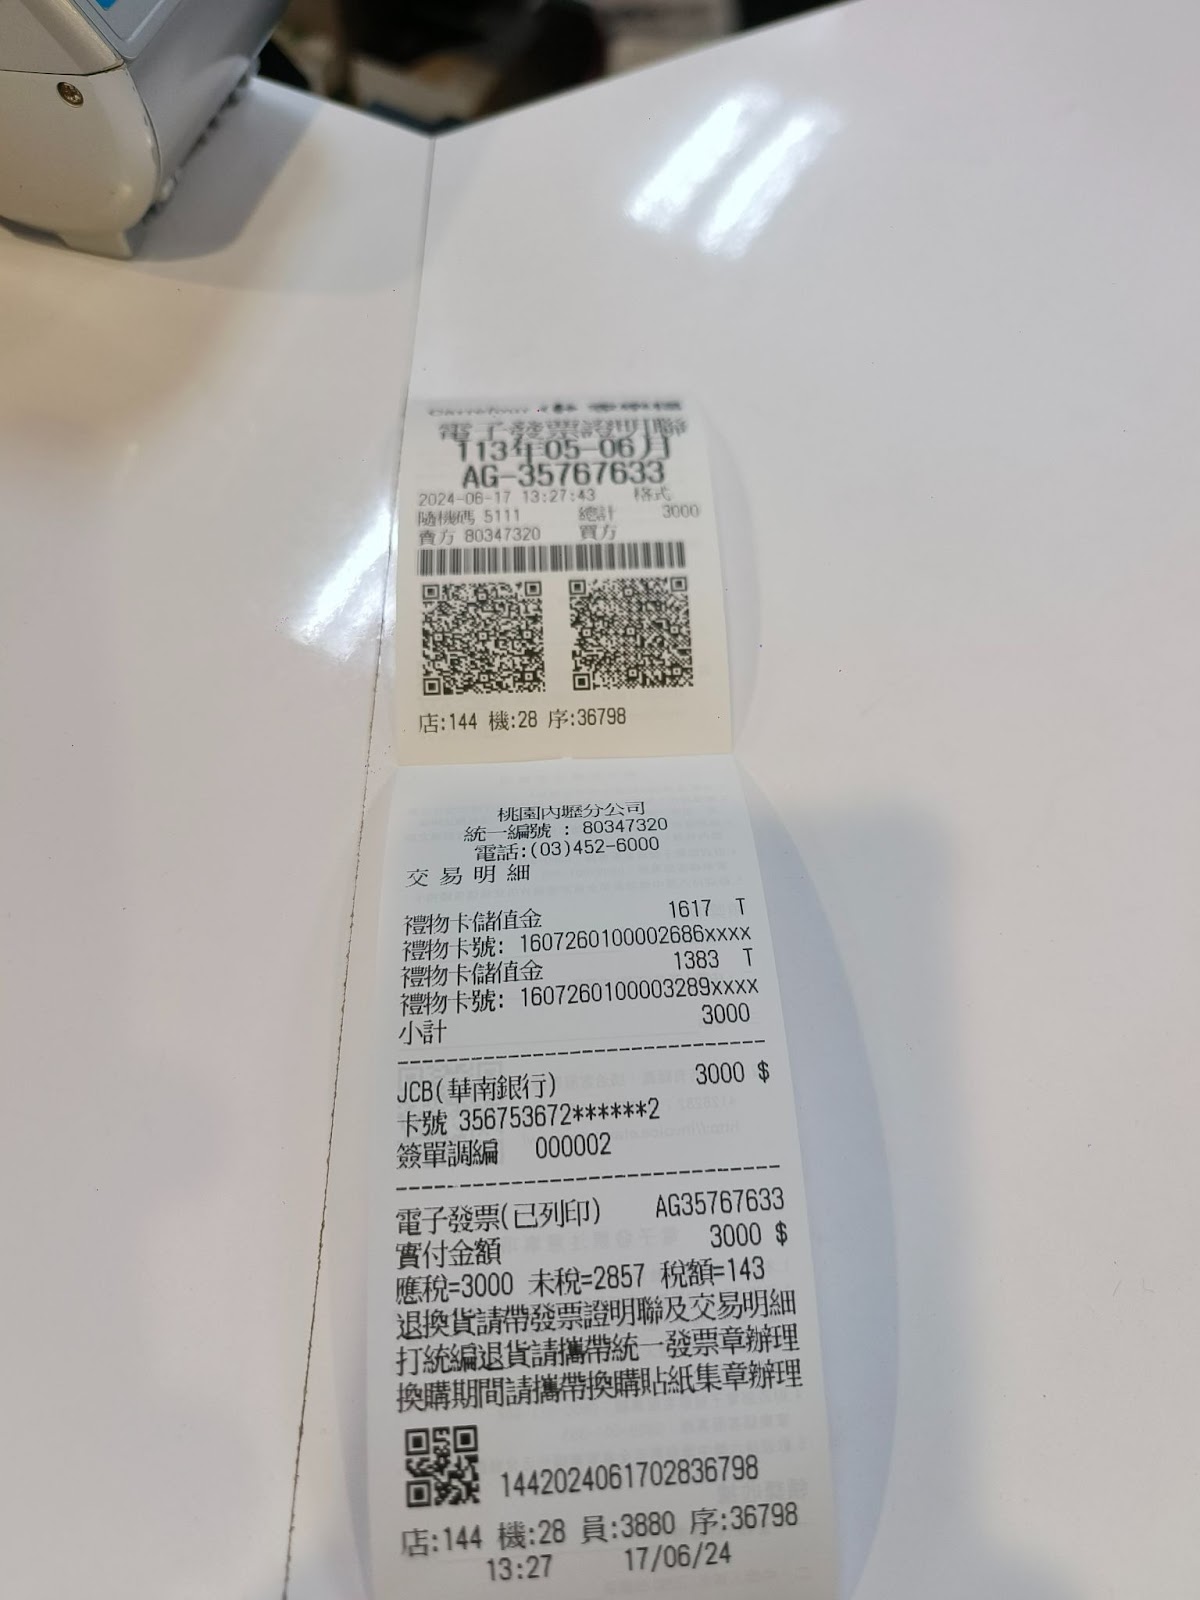 Carrefour 家樂福
電子發票證明聯
113年05-06月
AG-35767633
2024-06-17 13:27:43 格式
隨機碼 5111 總計 3000
賣方 80347320 買方
店:144 機:28 序:36798
桃園內壢分公司
統一編號 : 80347320
電話:(03)452-6000
交 易 明 細
禮物卡儲值金 1617 T
禮物卡號: 1607260100002686xxxx
禮物卡儲值金 1383 T
禮物卡號: 1607260100003289xxxx
小計 3000
JCB(華南銀行) 3000 $
卡號 356753672******2
簽單調編 000002
電子發票(已列印) AG35767633
實付金額 3000 $
應稅=3000 未稅=2857 稅額=143
退換貨請帶發票證明聯及交易明細
打統編退貨請攜帶統一發票章辦理
換購期間請攜帶換購貼紙集章辦理
1442024061702836798
店:144 機:28 員:3880 序:36798
13:27 17/06/24